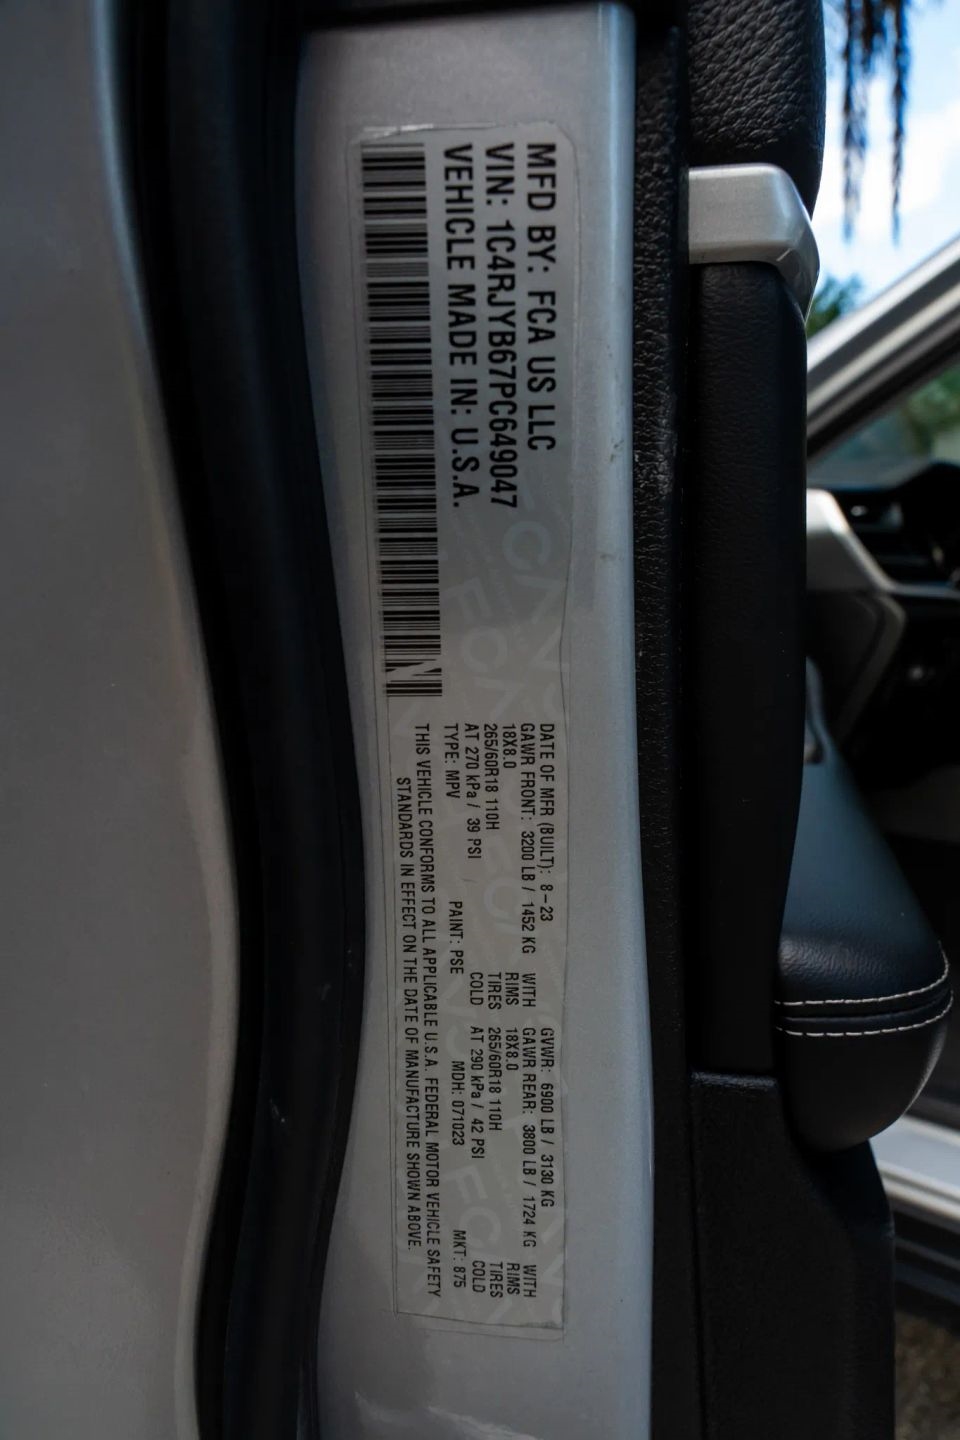 MFD BY: FCA US LLC
VIN: 1C4RJYB67PC649047
VEHICLE MADE IN: U.S.A.
DATE OF MFR (BUILT): 8-23 GVWR: 6900 LB / 3130 KG
GAWR FRONT: 3200 LB / 1452 KG WITH GAWR REAR: 3800 LB / 1724 KG WITH
18X8.0 RIMS 18X8.0 RIMS
265/60R18 110H TIRES 265/60R18 110H TIRES
AT 270 kPa / 39 PSI COLD AT 290 kPa / 42 PSI COLD
TYPE: MPV PAINT: PSE MDH: 071023 MKT: 875
THIS VEHICLE CONFORMS TO ALL APPLICABLE U.S.A. FEDERAL MOTOR VEHICLE SAFETY
STANDARDS IN EFFECT ON THE DATE OF MANUFACTURE SHOWN ABOVE.